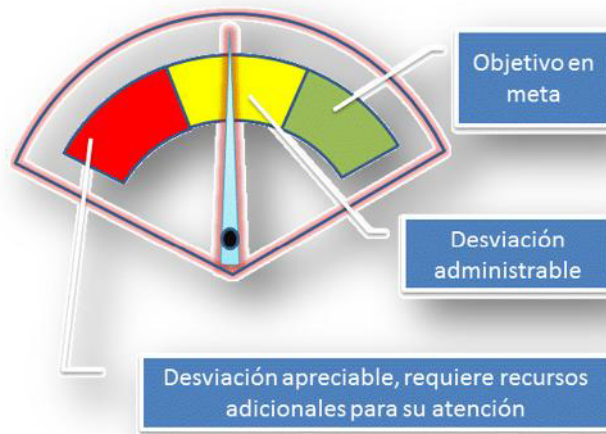 Objetivo en
meta
Desviación
administrable
Desviación apreciable, requiere recursos
adicionales para su atención